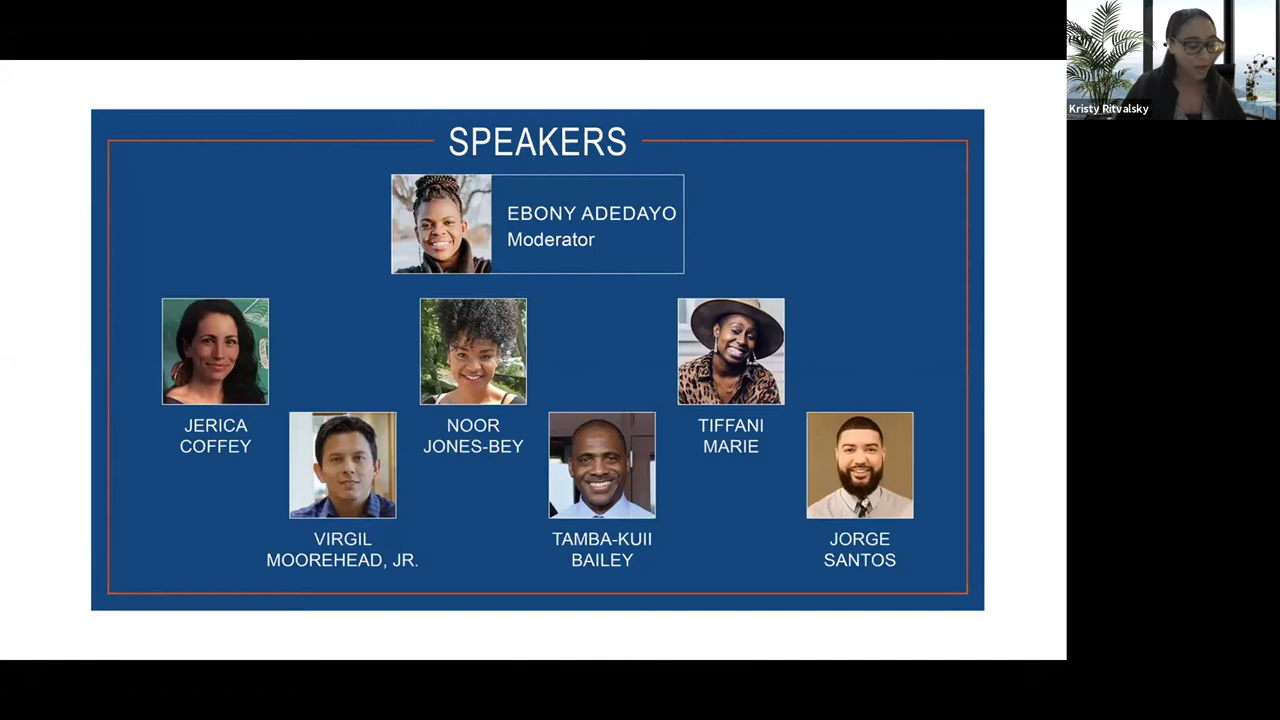 SPEAKERS
EBONY ADEDAYO
Moderator
JERICA
COFFEY
NOOR
JONES-BEY
TIFFANI
MARIE
VIRGIL
MOOREHEAD, JR.
TAMBA-KUII
BAILEY
JORGE
SANTOS
Kristy Ritvalsky